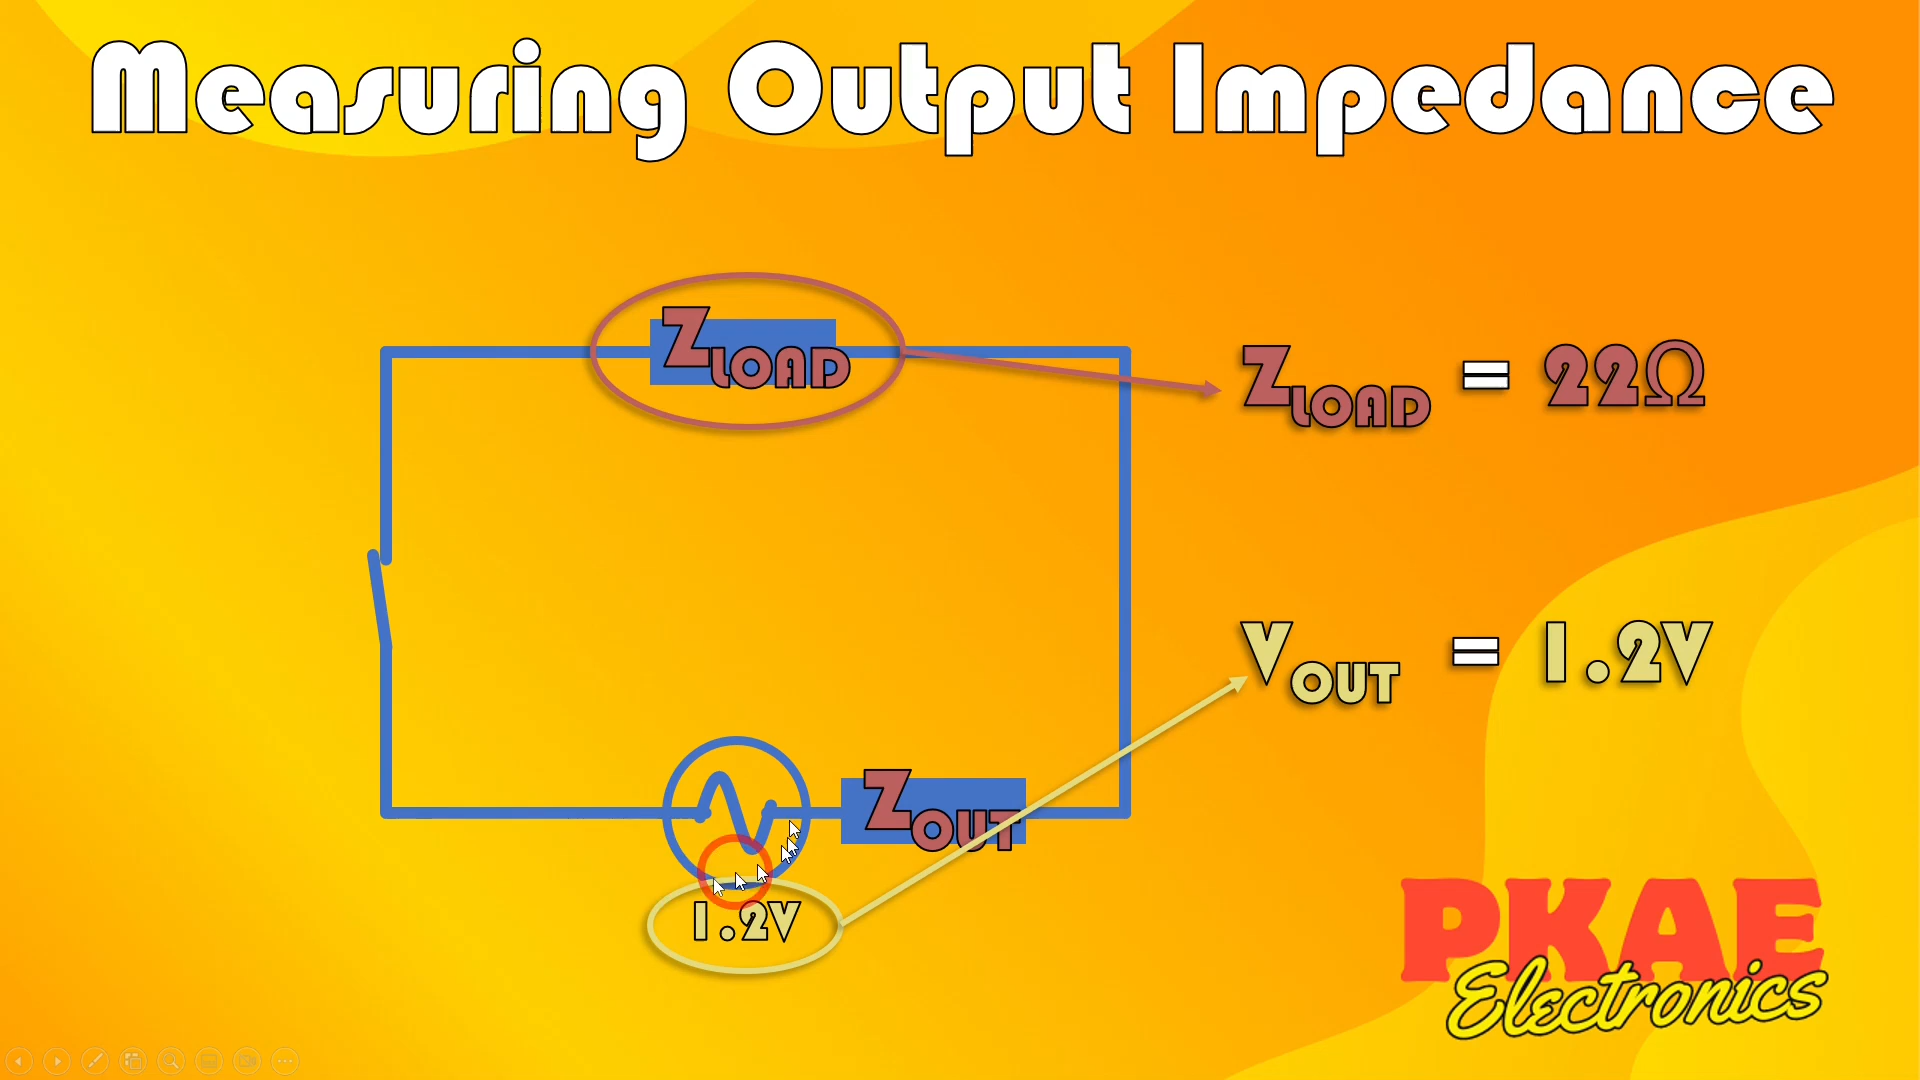 Measuring Output Impedance
ZLOAD
ZLOAD = 22Ω
VOUT = 1.2V
ZOUT
1.2V
PKAE
Electronics